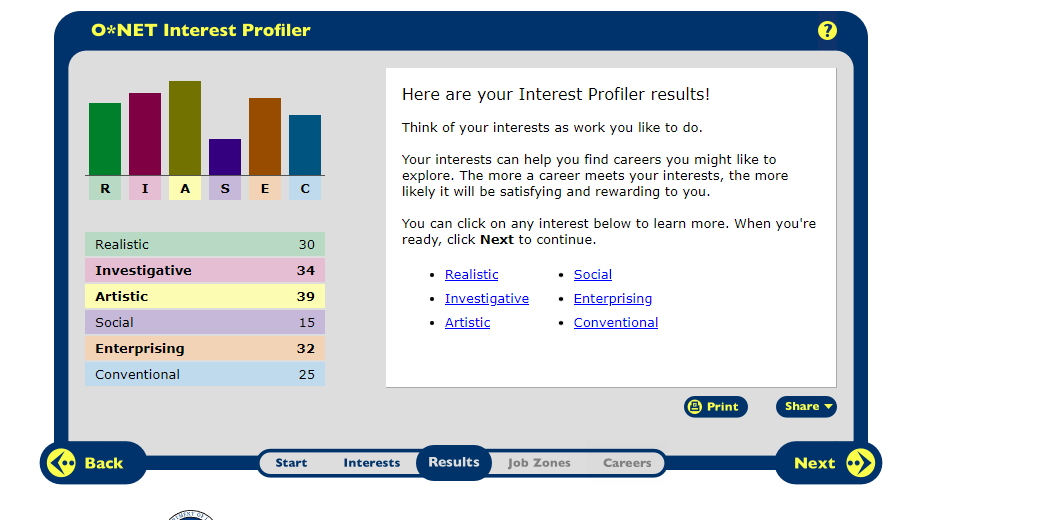 O*NET Interest Profiler
?
R I A S E C
Realistic 30
Investigative 34
Artistic 39
Social 15
Enterprising 32
Conventional 25
Here are your Interest Profiler results!
Think of your interests as work you like to do.
Your interests can help you find careers you might like to
explore. The more a career meets your interests, the more
likely it will be satisfying and rewarding to you.
You can click on any interest below to learn more. When you're
ready, click Next to continue.
• Realistic
• Investigative
• Artistic
• Social
• Enterprising
• Conventional
Print Share
Back Start Interests Results Job Zones Careers Next